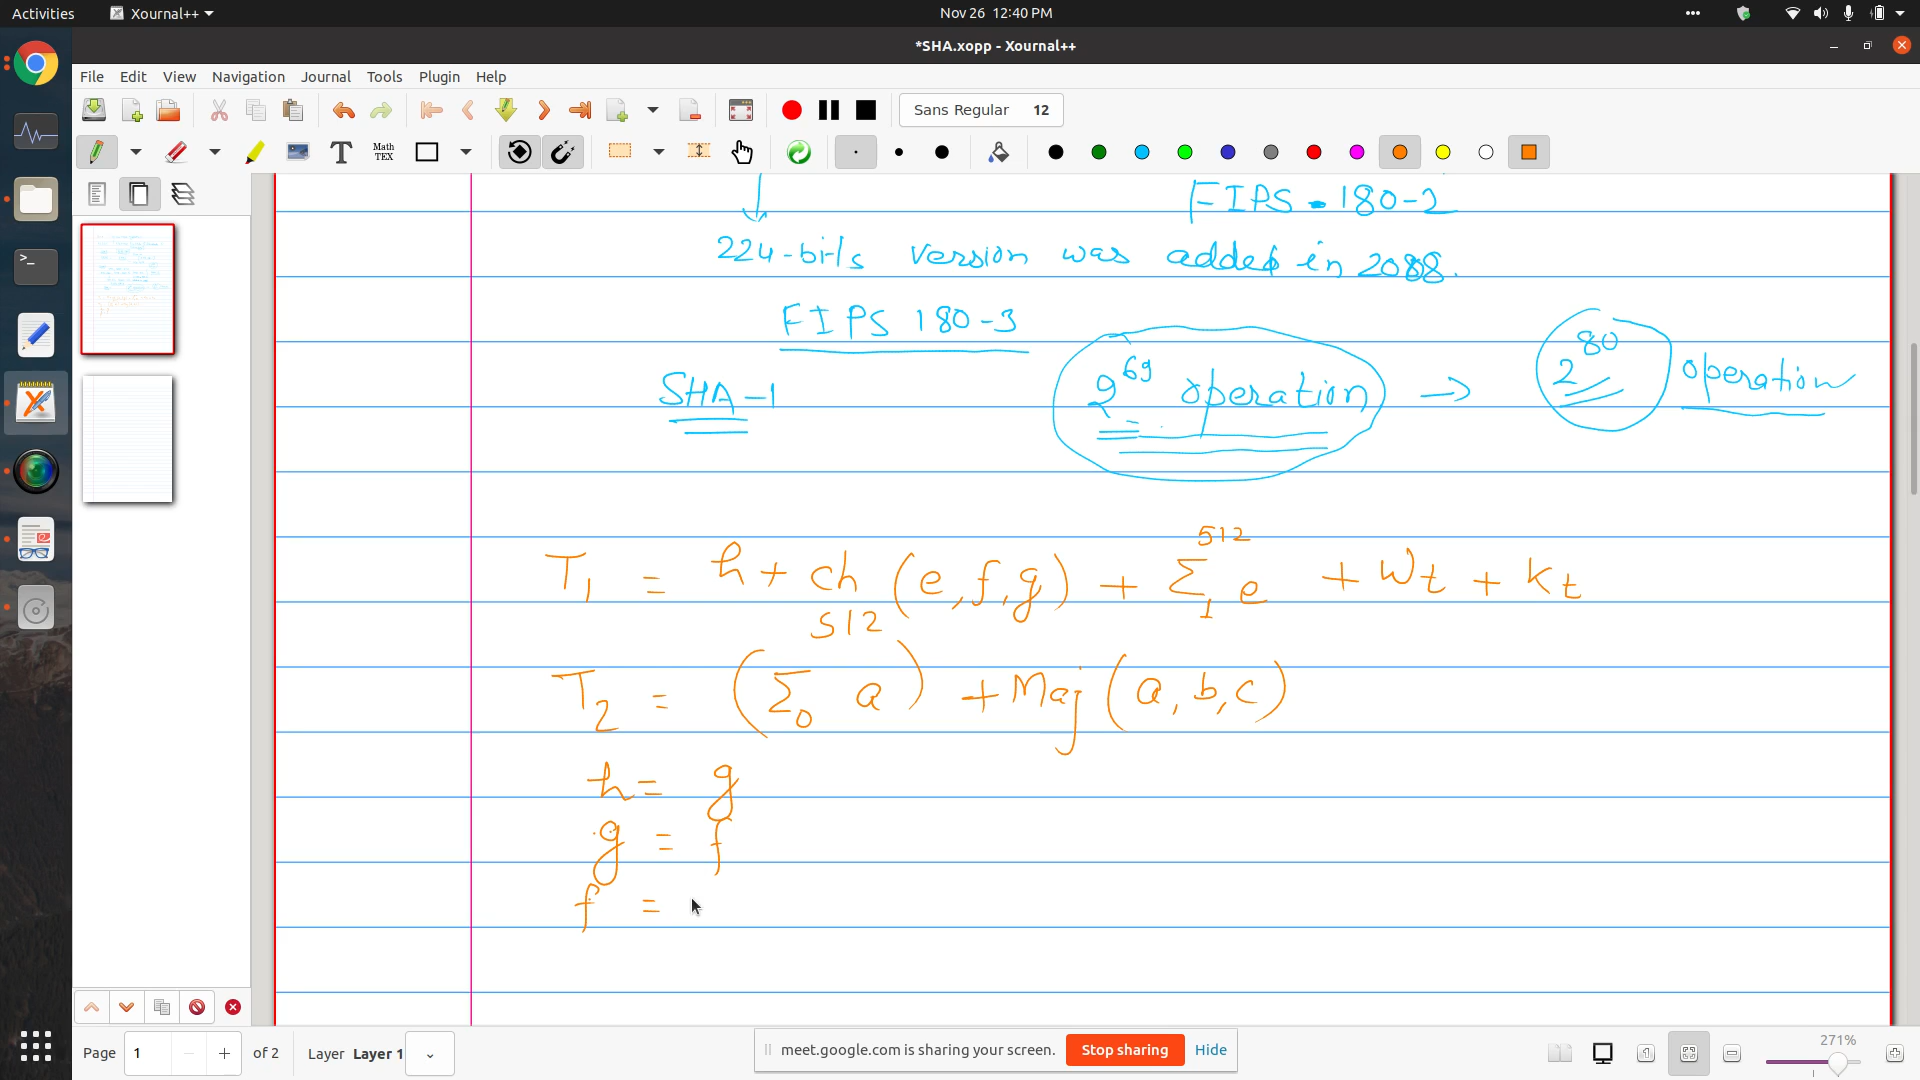 Activities Xournal++ Nov 26 12:40 PM
*SHA.xopp - Xournal++
File Edit View Navigation Journal Tools Plugin Help
Sans Regular 12
T Math TEX
FIPS - 180-2
224-bits version was added in 2008.
FIPS 180-3
SHA-1 2^69 operation → 2^80 operation
T₁ = h + ch (e,f,g) + Σ₁^512 e + Wt + Kt
512
T₂ = (Σ₀ a) + Maj (a,b,c)
h = g
g = f
f =
Page 1 of 2 Layer Layer 1
meet.google.com is sharing your screen. Stop sharing Hide
271%